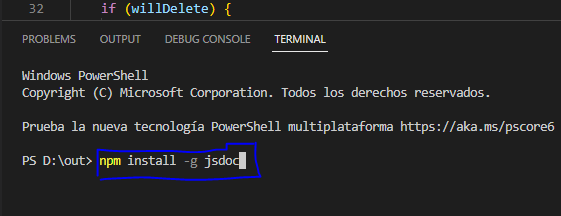 32 if (willDelete) {
PROBLEMS OUTPUT DEBUG CONSOLE TERMINAL
Windows PowerShell
Copyright (C) Microsoft Corporation. Todos los derechos reservados.
Prueba la nueva tecnología PowerShell multiplataforma https://aka.ms/pscore6
PS D:\out> npm install -g jsdoc